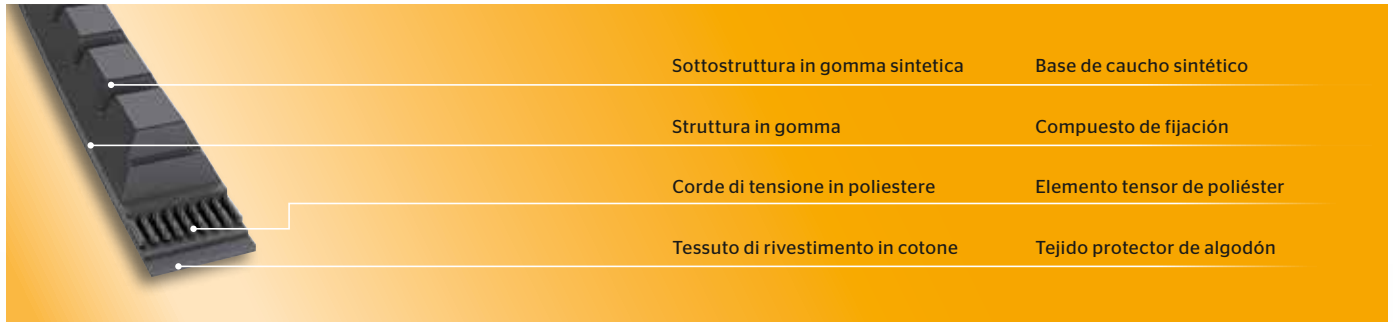 Sottostruttura in gomma sintetica Base de caucho sintético
Struttura in gomma Compuesto de fijación
Corde di tensione in poliestere Elemento tensor de poliéster
Tessuto di rivestimento in cotone Tejido protector de algodón